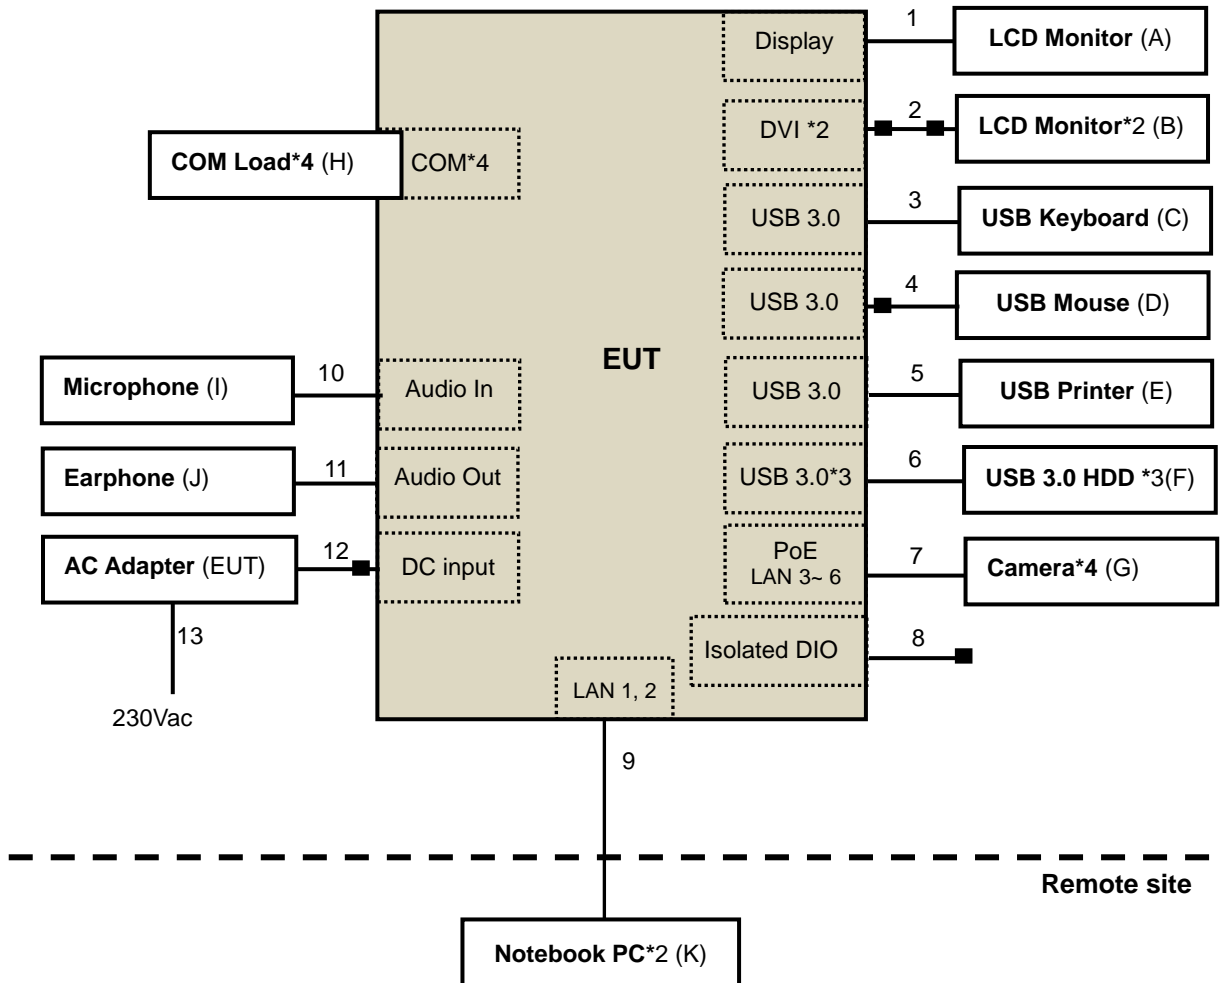 1
Display
LCD Monitor (A)
2
DVI *2
LCD Monitor*2 (B)
COM Load*4 (H)
COM*4
3
USB 3.0
USB Keyboard (C)
4
USB 3.0
USB Mouse (D)
EUT
10
Microphone (I)
Audio In
5
USB 3.0
USB Printer (E)
11
Earphone (J)
Audio Out
6
USB 3.0*3
USB 3.0 HDD *3(F)
12
AC Adapter (EUT)
DC input
7
PoE
LAN 3~ 6
Camera*4 (G)
13
8
Isolated DIO
LAN 1, 2
230Vac
9
Remote site
Notebook PC*2 (K)